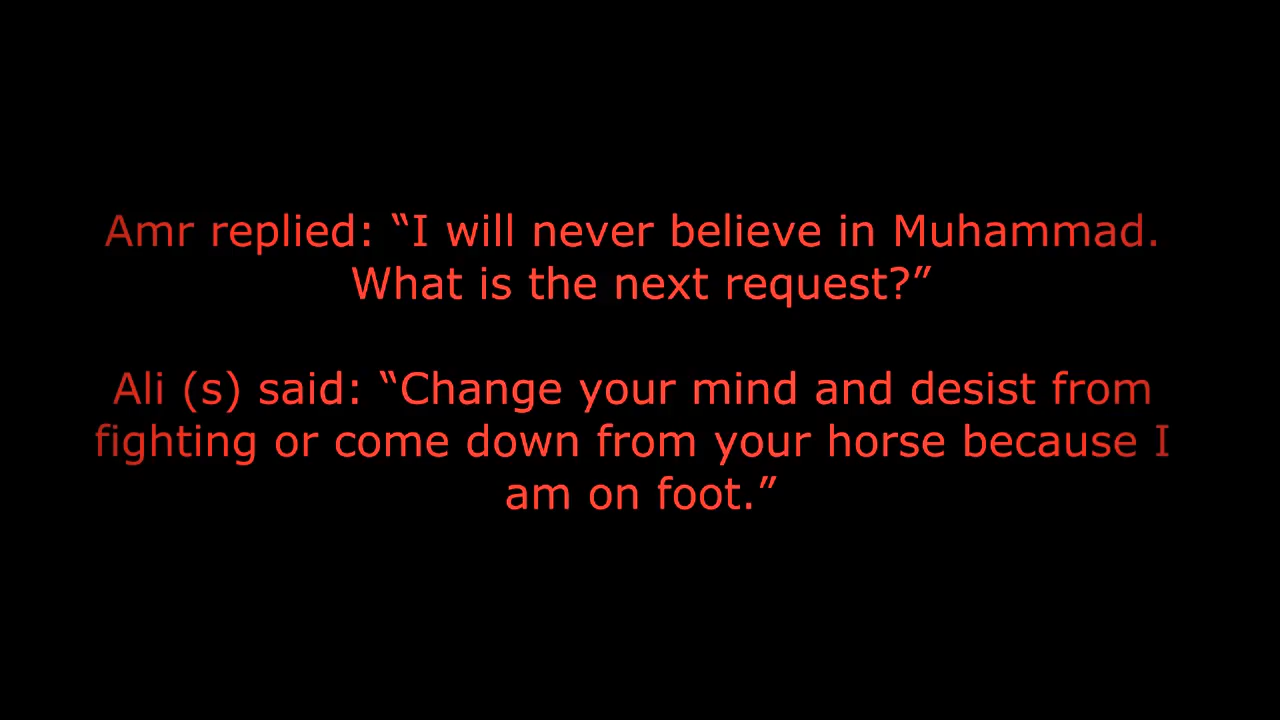 Amr replied: “I will never believe in Muhammad.
What is the next request?”
Ali (s) said: “Change your mind and desist from
fighting or come down from your horse because I
am on foot.”